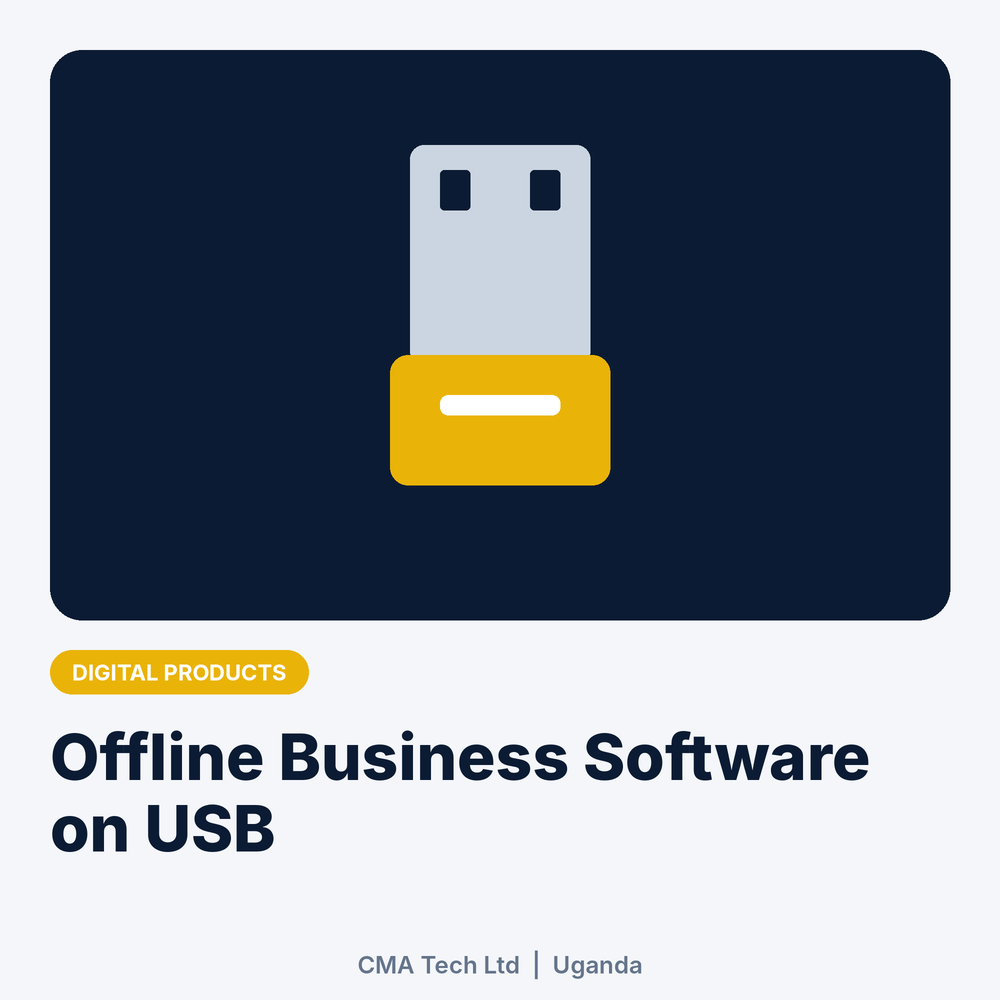 DIGITAL PRODUCTS
Offline Business Software
on USB
CMA Tech Ltd | Uganda